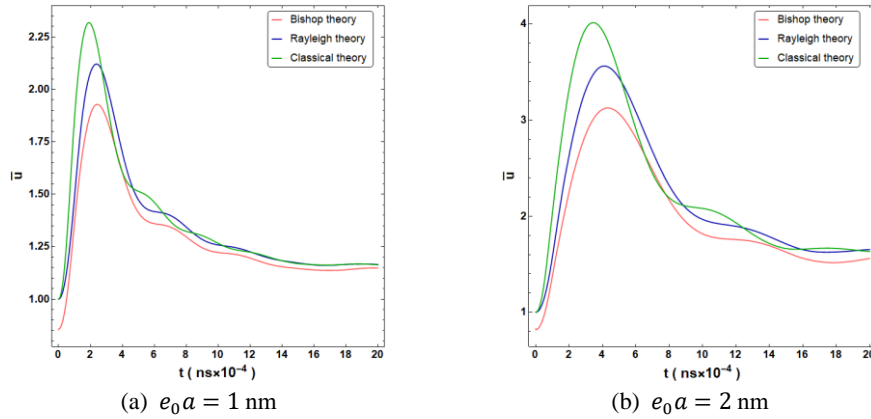 Bishop theory
Rayleigh theory
Classical theory
2.25
2.00
1.75
1.50
1.25
1.00
u̅
0 2 4 6 8 10 12 14 16 18 20
t ( ns×10⁻⁴ )
(a) e₀a = 1 nm
Bishop theory
Rayleigh theory
Classical theory
4
3
2
1
u̅
0 2 4 6 8 10 12 14 16 18 20
t ( ns×10⁻⁴ )
(b) e₀a = 2 nm